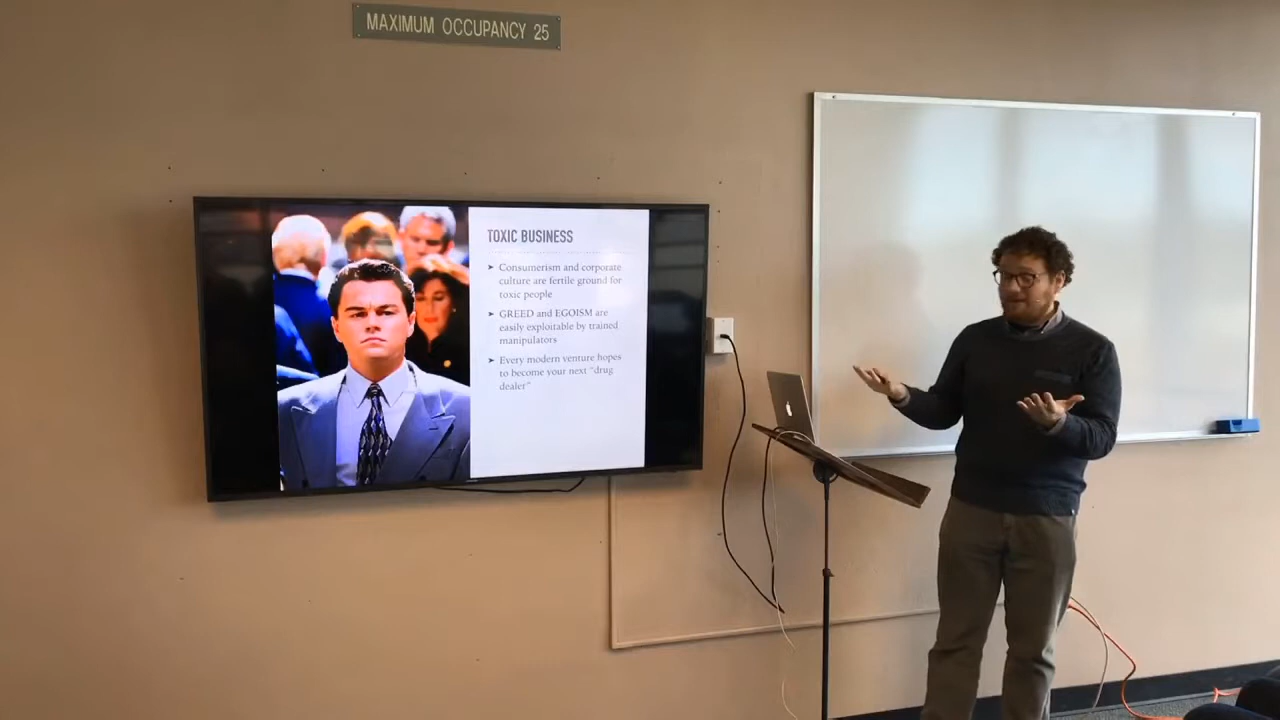 MAXIMUM OCCUPANCY 25
TOXIC BUSINESS
➤ Consumerism and corporate
culture are fertile ground for
toxic people
➤ GREED and EGOISM are
easily exploitable by trained
manipulators
➤ Every modern venture hopes
to become your next “drug
dealer”